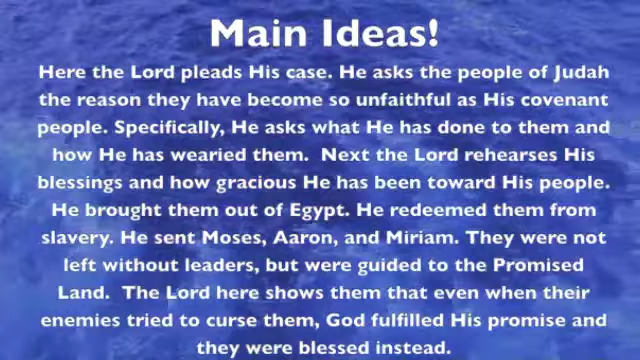 Main Ideas!
Here the Lord pleads His case. He asks the people of Judah
the reason they have become so unfaithful as His covenant
people. Specifically, He asks what He has done to them and
how He has wearied them.  Next the Lord rehearses His
blessings and how gracious He has been toward His people.
He brought them out of Egypt. He redeemed them from
slavery. He sent Moses, Aaron, and Miriam. They were not
left without leaders, but were guided to the Promised
Land.  The Lord here shows them that even when their
enemies tried to curse them, God fulfilled His promise and
they were blessed instead.